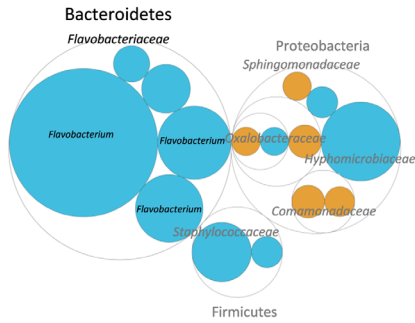 Bacteroidetes
Flavobacteriaceae
Proteobacteria
Sphingomonadaceae
Flavobacterium
Flavobacterium
Oxalobacteraceae
Hyphomicrobiaceae
Flavobacterium
Comamonadaceae
Staphylococcaceae
Firmicutes